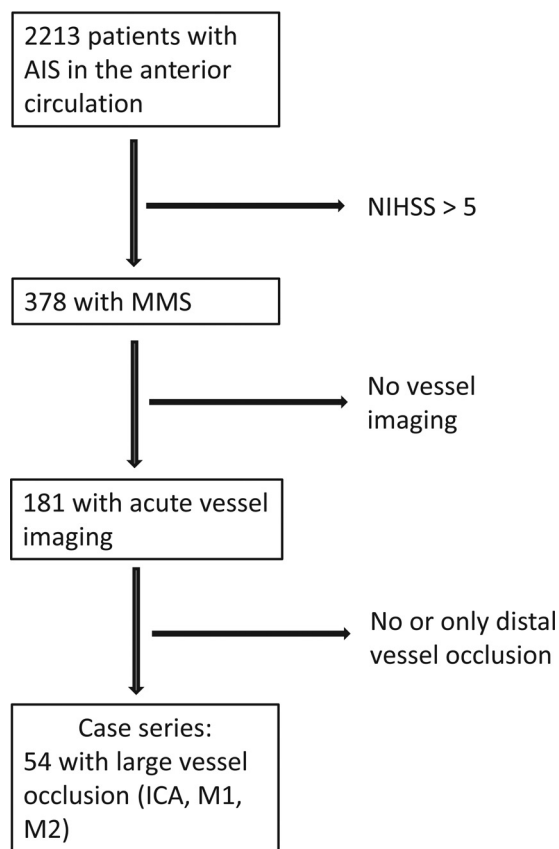 2213 patients with
AIS in the anterior
circulation
NIHSS > 5
378 with MMS
No vessel
imaging
181 with acute vessel
imaging
No or only distal
vessel occlusion
Case series:
54 with large vessel
occlusion (ICA, M1,
M2)